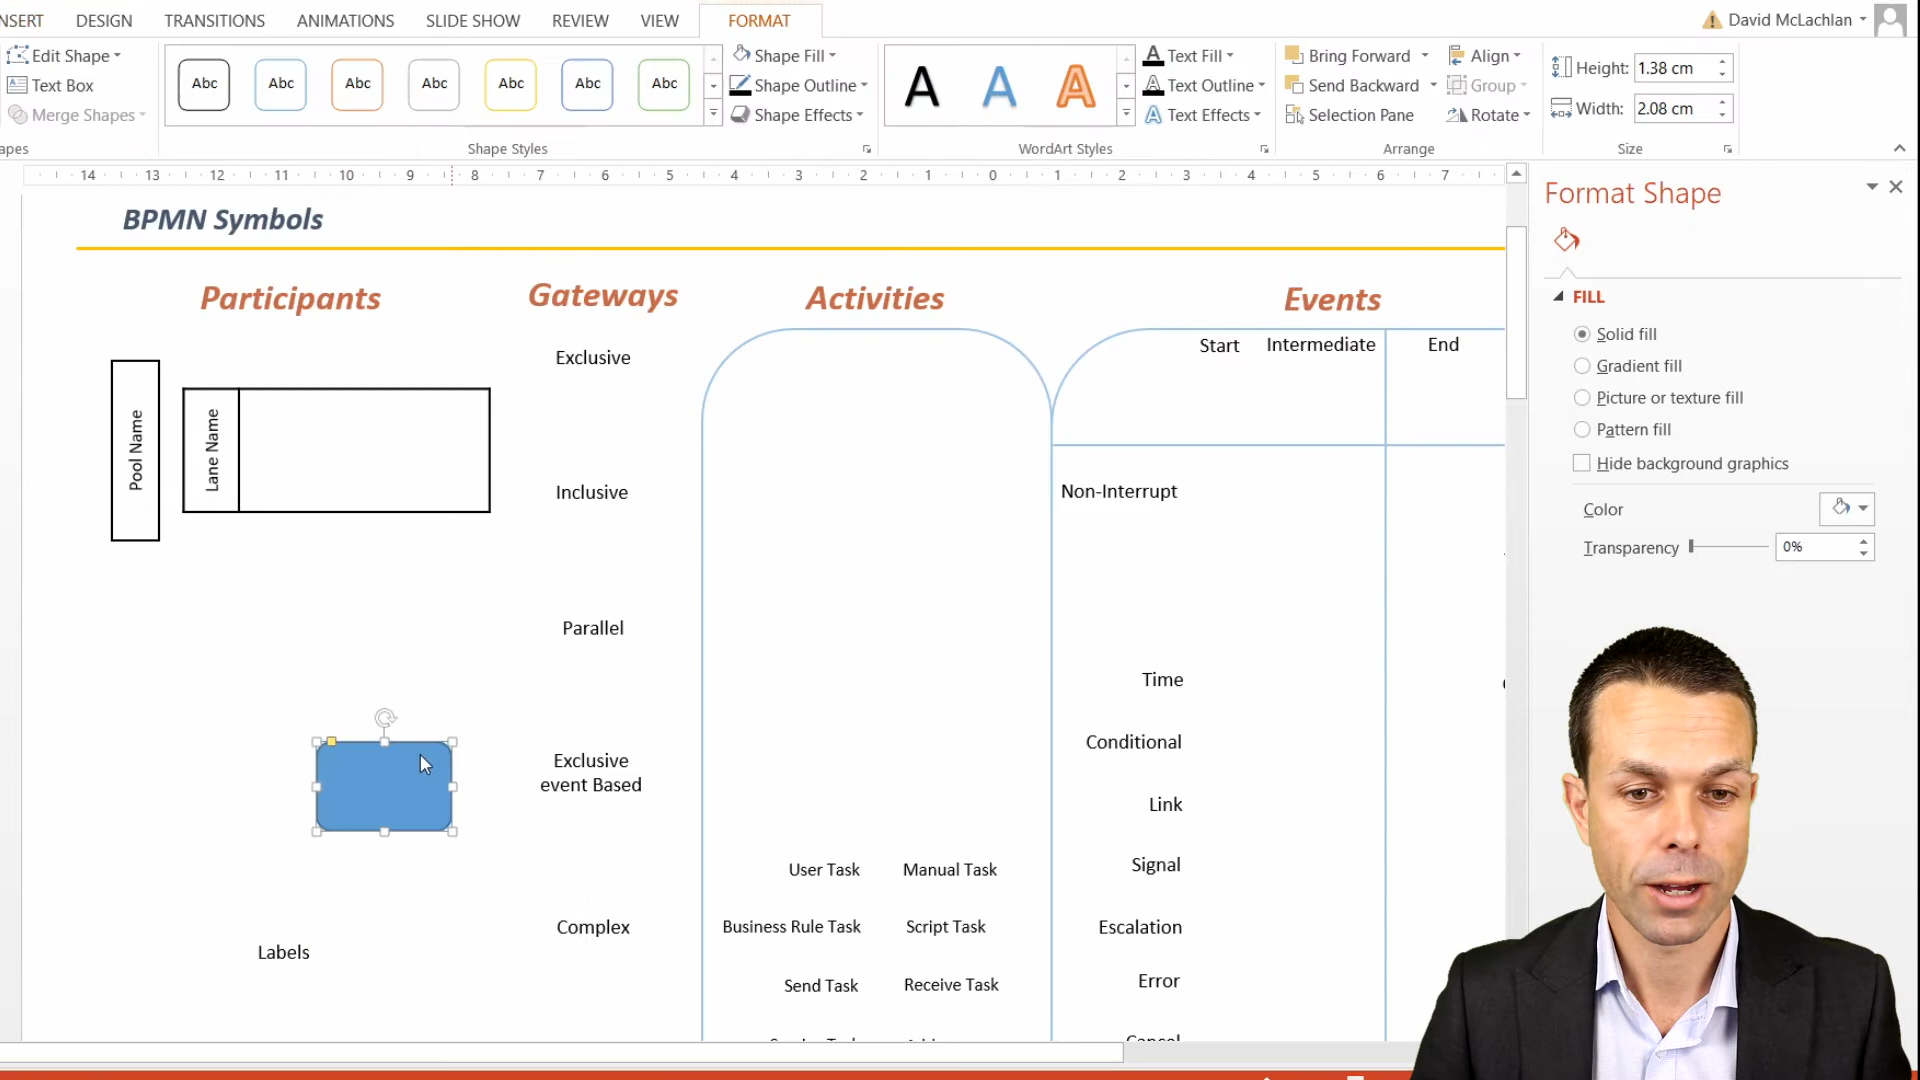 NSERT DESIGN TRANSITIONS ANIMATIONS SLIDE SHOW REVIEW VIEW FORMAT David McLachlan
Edit Shape
Text Box
Merge Shapes
apes
Abc Abc Abc Abc Abc Abc Abc
Shape Styles
Shape Fill
Shape Outline
Shape Effects
A A A
WordArt Styles
Text Fill
Text Outline
Text Effects
Bring Forward
Send Backward
Selection Pane
Align
Group
Rotate
Arrange
Height: 1.38 cm
Width: 2.08 cm
Size
14 13 12 11 10 9 8 7 6 5 4 3 2 1 0 1 2 3 4 5 6 7
BPMN Symbols
Participants
Pool Name
Lane Name
Labels
Gateways
Exclusive
Inclusive
Parallel
Exclusive
event Based
Complex
Activities
User Task Manual Task
Business Rule Task Script Task
Send Task Receive Task
Events
Start Intermediate End
Non-Interrupt
Time
Conditional
Link
Signal
Escalation
Error
Cancel
Format Shape
FILL
Solid fill
Gradient fill
Picture or texture fill
Pattern fill
Hide background graphics
Color
Transparency 0%